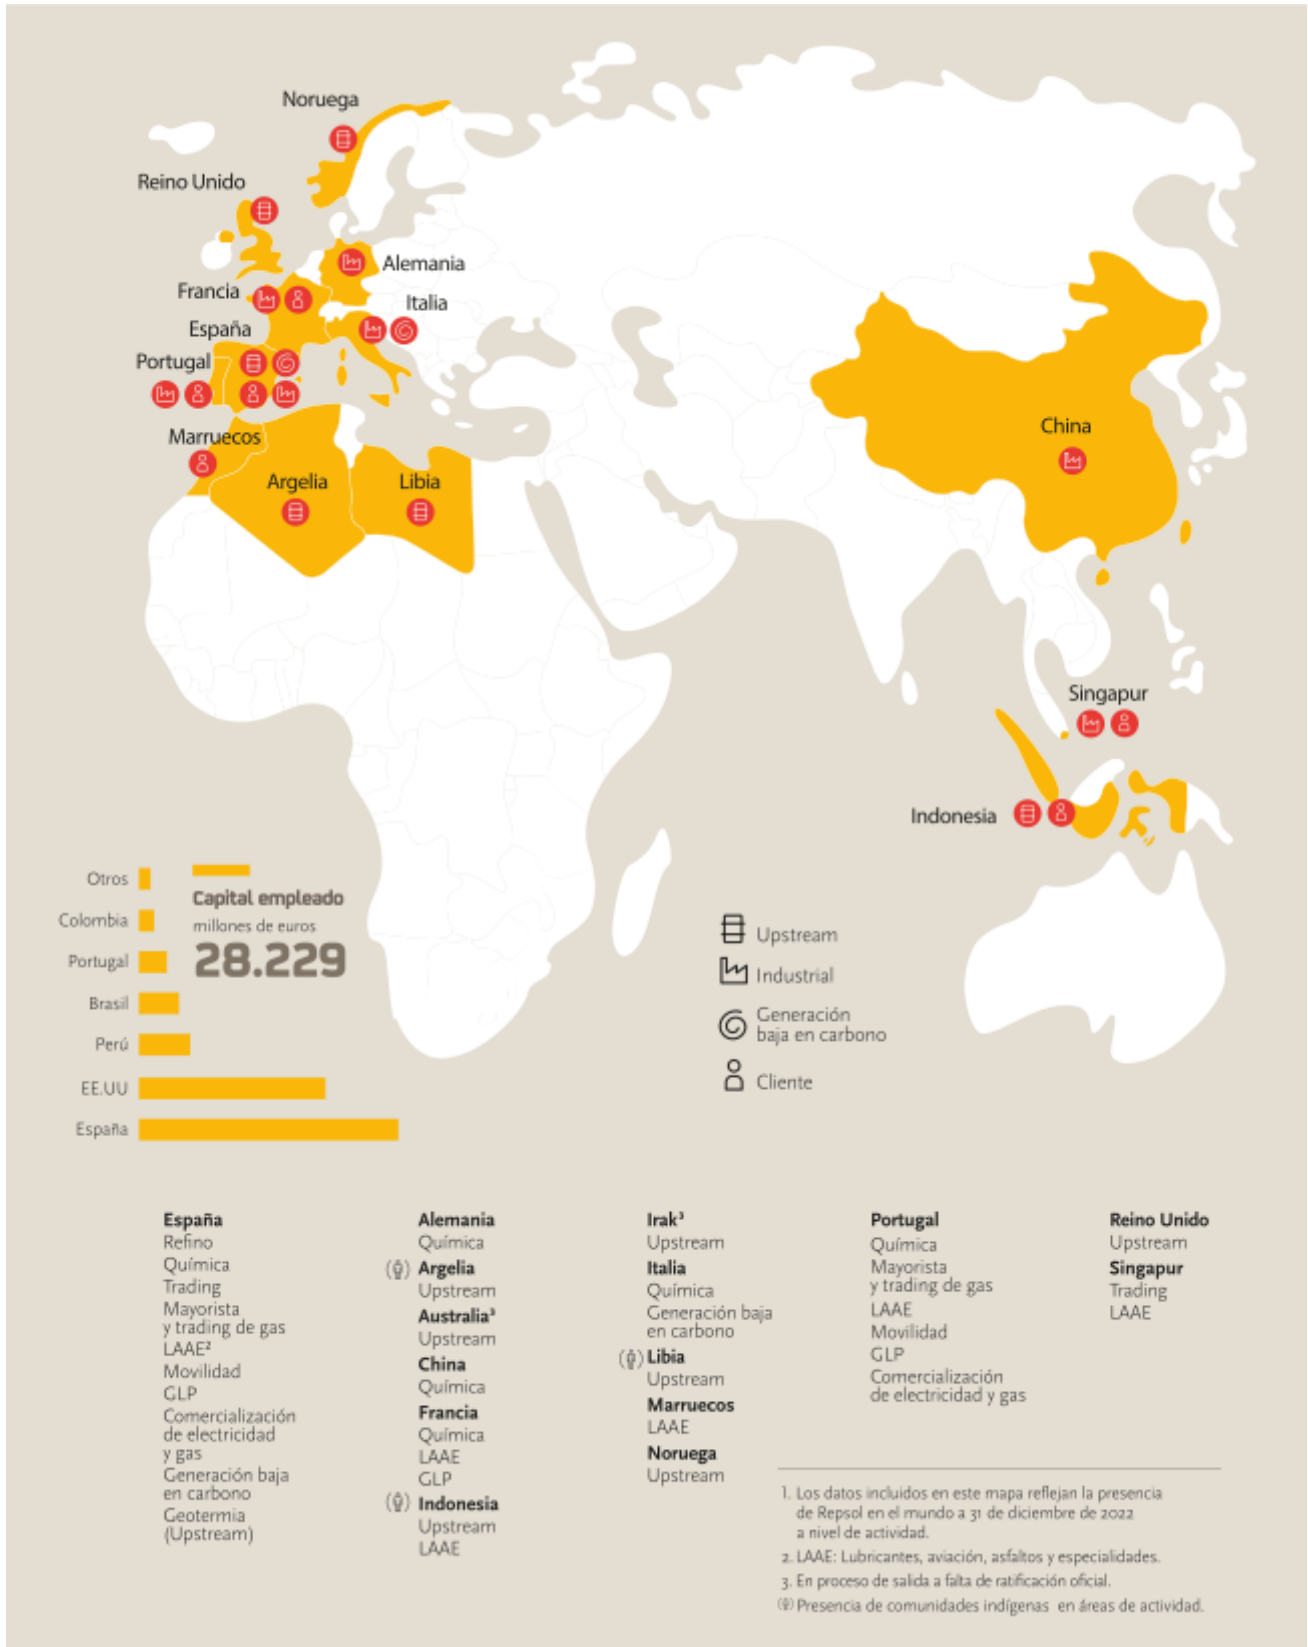 Noruega
Reino Unido
Alemania
Francia
Italia
España
Portugal
Marruecos
Argelia
Libia
China
Singapur
Indonesia
Otros
Colombia
Portugal
Brasil
Perú
EE.UU
España
Capital empleado
millones de euros
28.229
Upstream
Industrial
Generación
baja en carbono
Cliente
España
Refino
Química
Trading
Mayorista
y trading de gas
LAAE²
Movilidad
GLP
Comercialización
de electricidad
y gas
Generación baja
en carbono
Geotermia
(Upstream)
Alemania
Química
Argelia
Upstream
Australia³
Upstream
China
Química
Francia
Química
LAAE
GLP
Indonesia
Upstream
LAAE
Irak³
Upstream
Italia
Química
Generación baja
en carbono
Libia
Upstream
Marruecos
LAAE
Noruega
Upstream
Portugal
Química
Mayorista
y trading de gas
LAAE
Movilidad
GLP
Comercialización
de electricidad y gas
Reino Unido
Upstream
Singapur
Trading
LAAE
1. Los datos incluidos en este mapa reflejan la presencia
de Repsol en el mundo a 31 de diciembre de 2022
a nivel de actividad.
2. LAAE: Lubricantes, aviación, asfaltos y especialidades.
3. En proceso de salida a falta de ratificación oficial.
Presencia de comunidades indígenas en áreas de actividad.